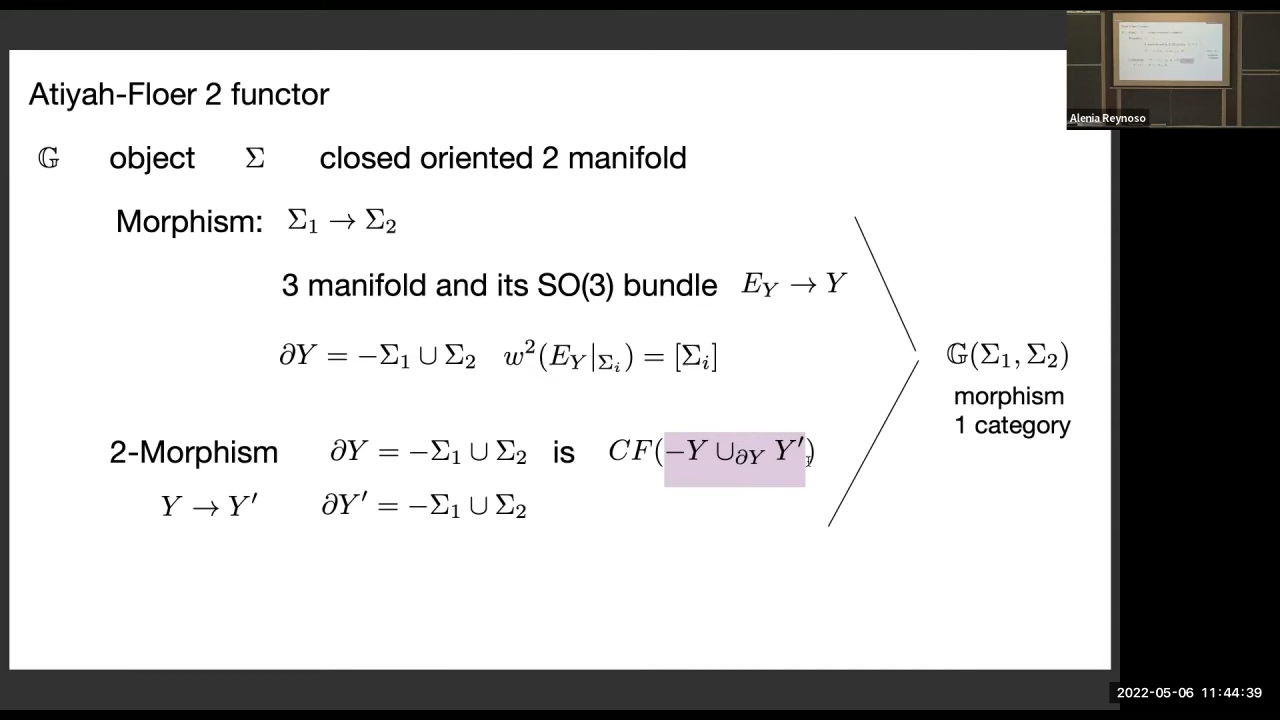 Atiyah-Floer 2 functor
𝔾 object Σ closed oriented 2 manifold
Morphism: Σ₁ → Σ₂
3 manifold and its SO(3) bundle E_Y → Y
∂Y = −Σ₁ ∪ Σ₂ w²(E_Y|_{Σ_i}) = [Σ_i]
𝔾(Σ₁, Σ₂)
morphism
1 category
2-Morphism ∂Y = −Σ₁ ∪ Σ₂ is CF(−Y ∪_{∂Y} Y′)
Y → Y′ ∂Y′ = −Σ₁ ∪ Σ₂
Alenia Reynoso
2022-05-06 11:44:39